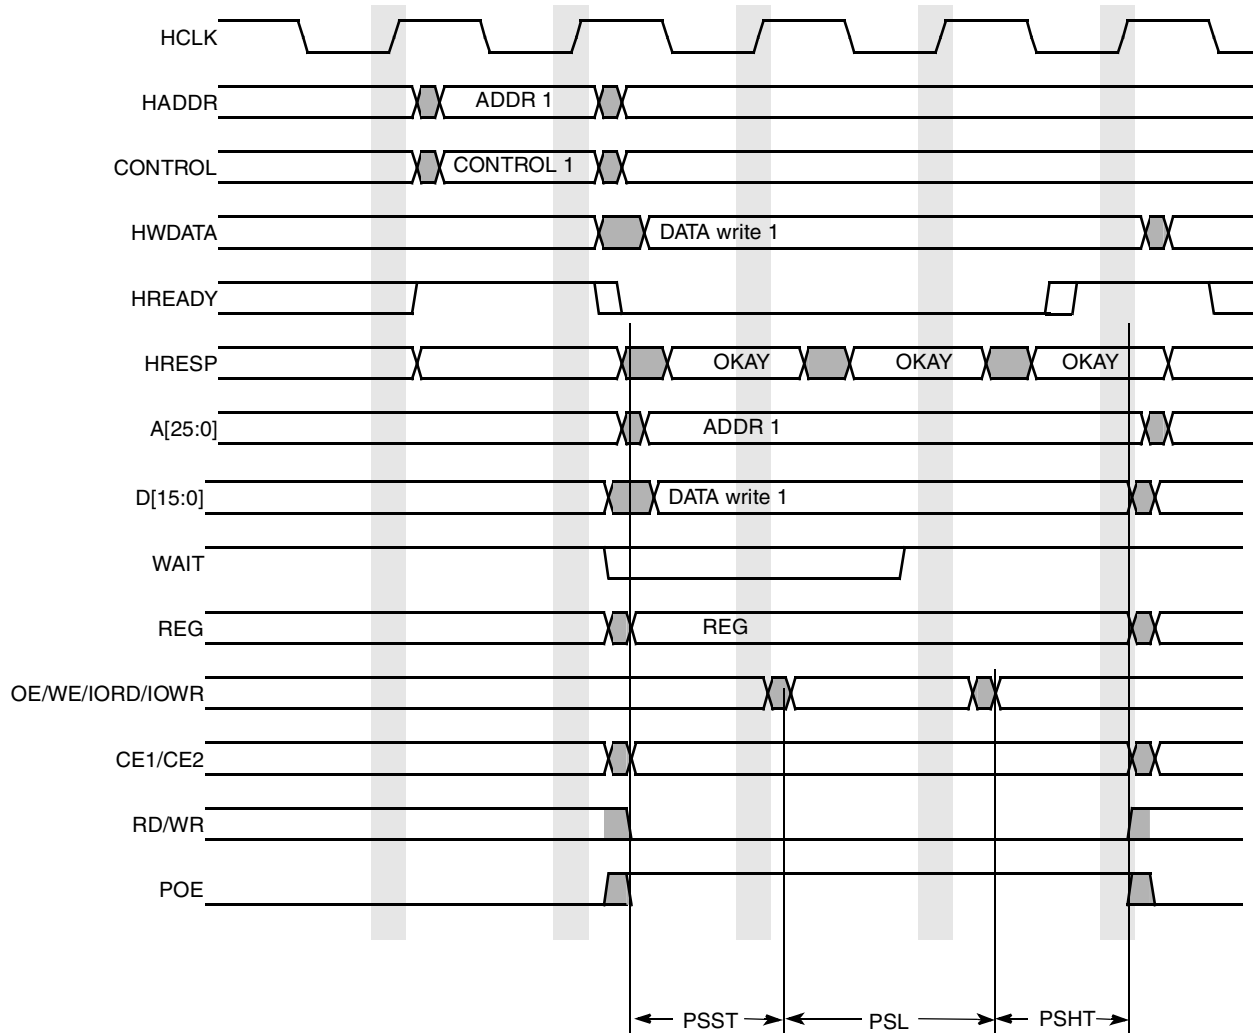 HCLK
HADDR ADDR 1
CONTROL CONTROL 1
HWDATA DATA write 1
HREADY
HRESP OKAY OKAY OKAY
A[25:0] ADDR 1
D[15:0] DATA write 1
WAIT
REG REG
OE/WE/IORD/IOWR
CE1/CE2
RD/WR
POE
PSST PSL PSHT